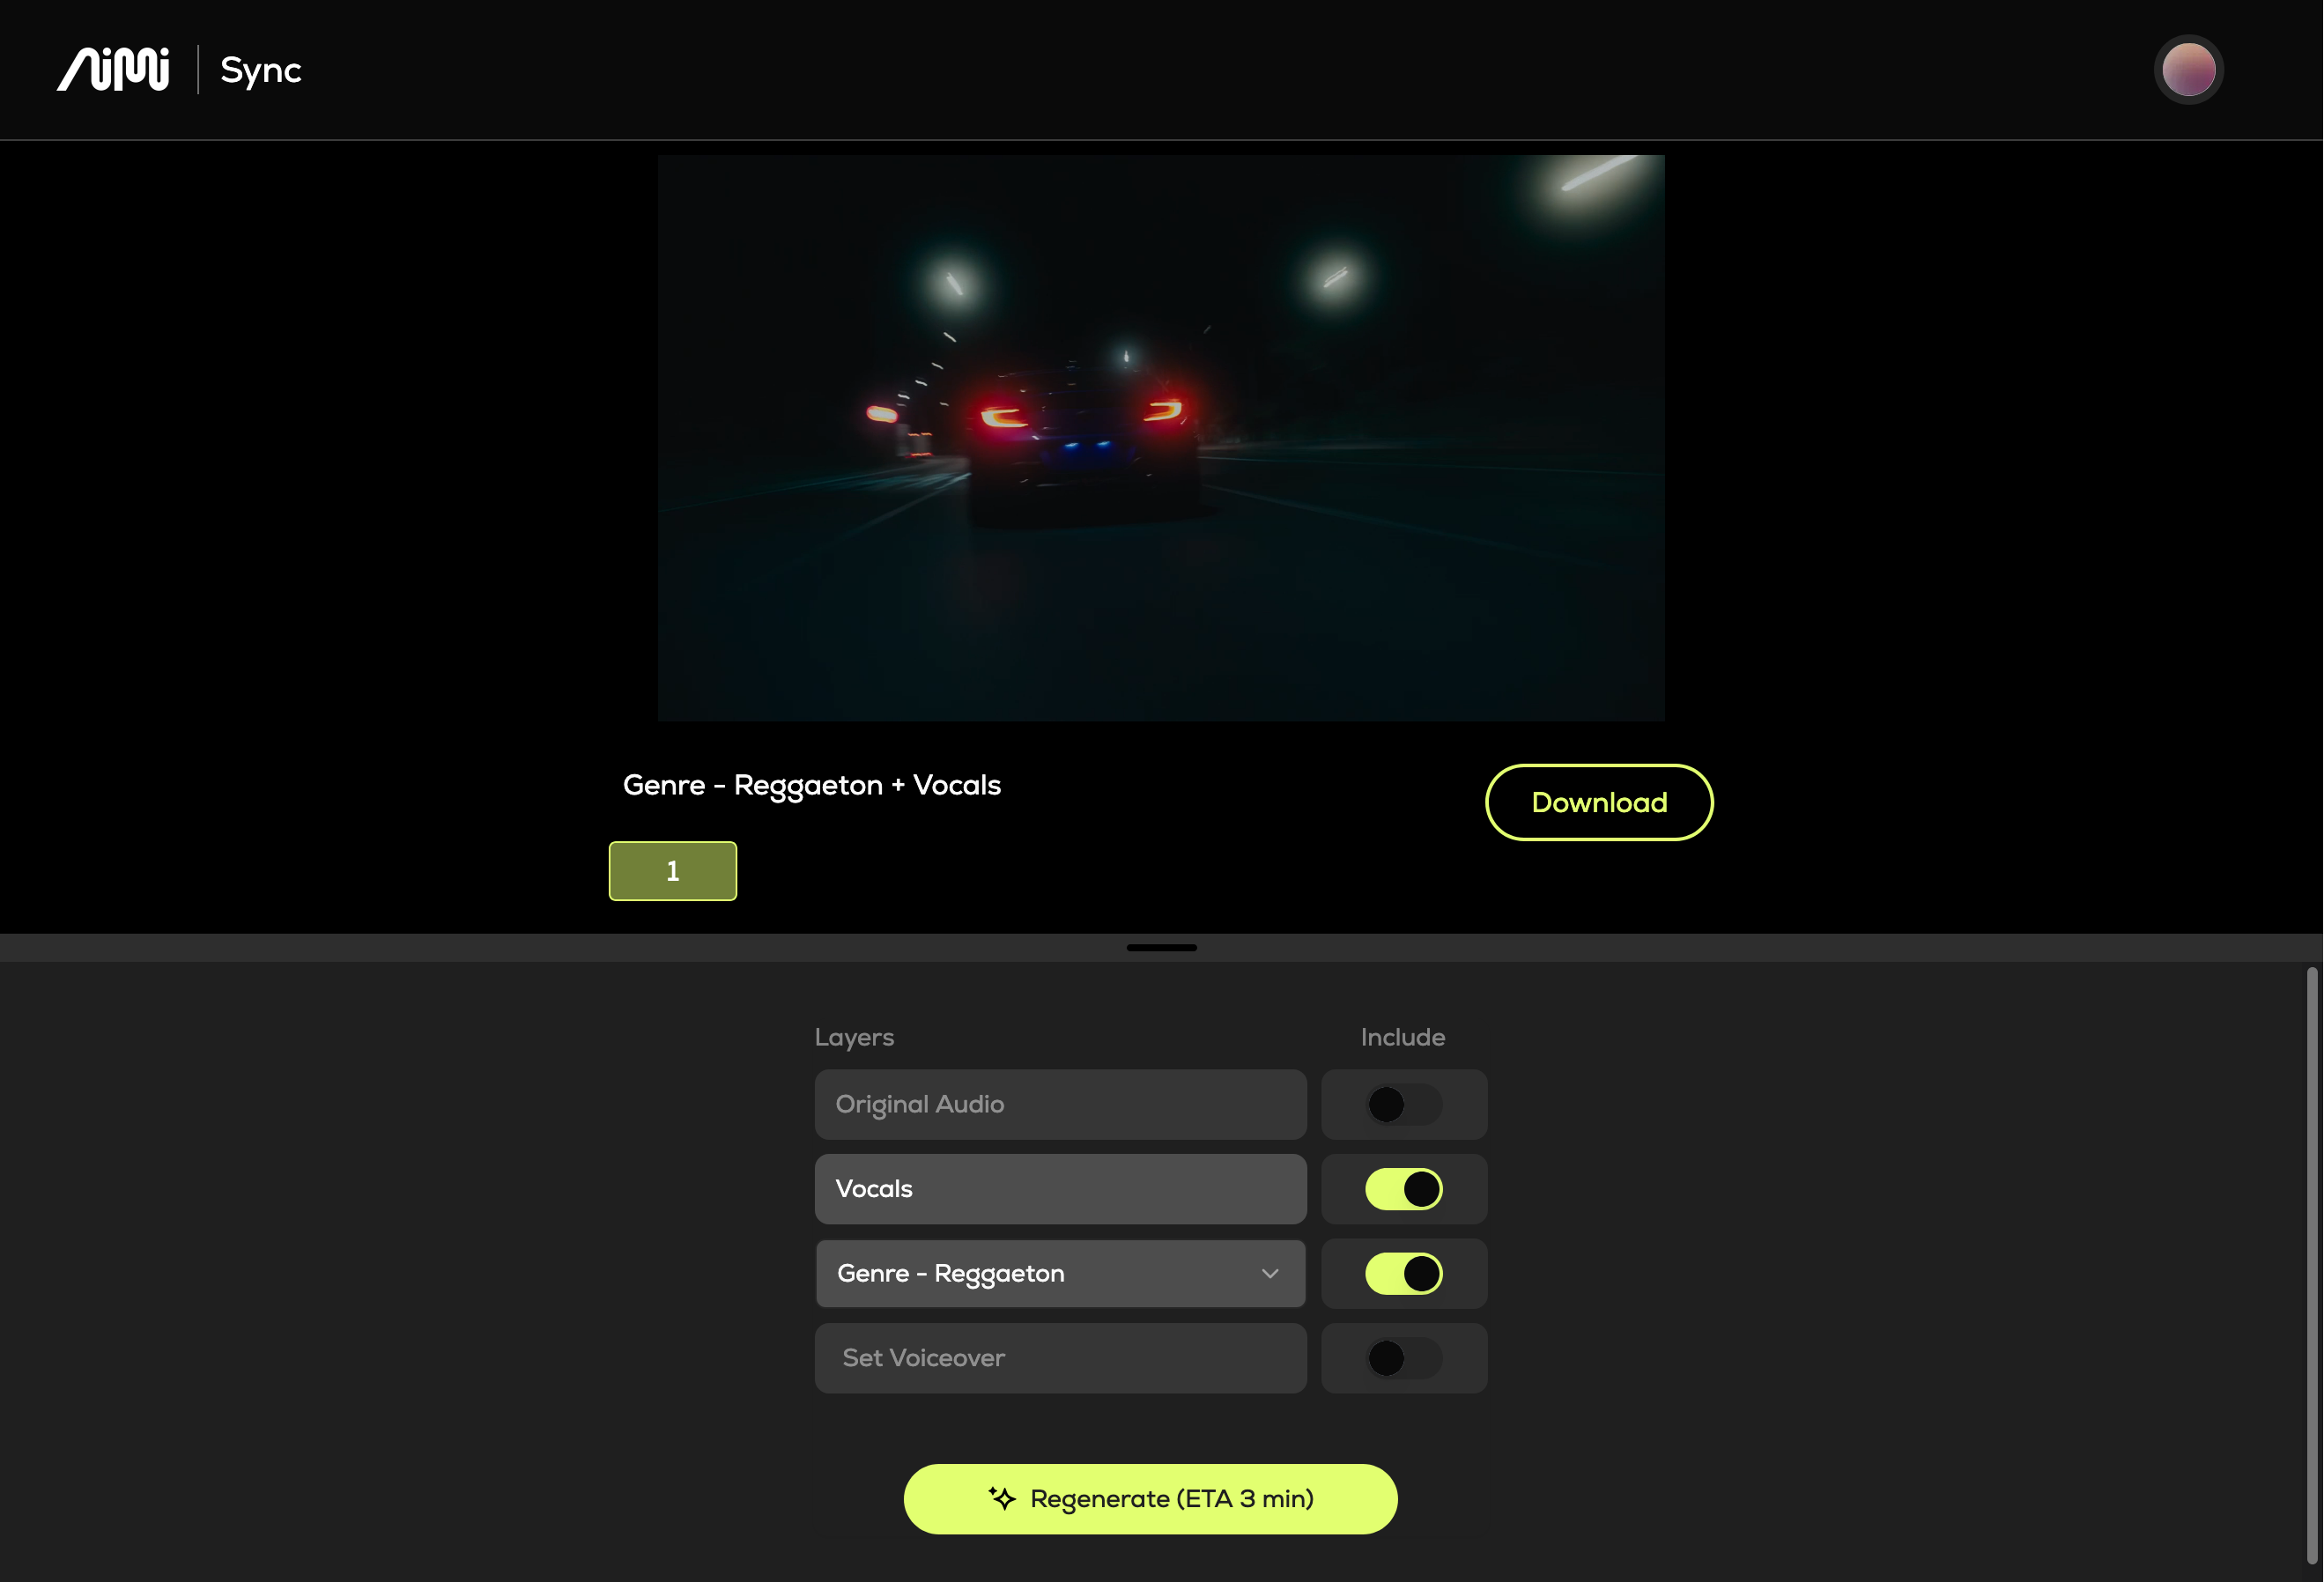 AiMi
Sync
Genre - Reggaeton + Vocals
Download
1
Layers
Include
Original Audio
Vocals
Genre - Reggaeton
Set Voiceover
Regenerate (ETA 3 min)